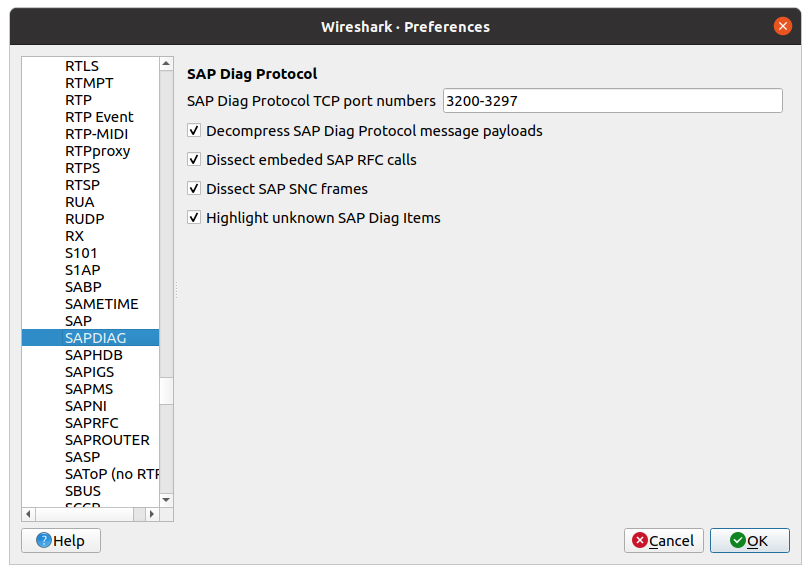 Wireshark · Preferences
RTLS
RTMPT
RTP
RTP Event
RTP-MIDI
RTPproxy
RTPS
RTSP
RUA
RUDP
RX
S101
S1AP
SABP
SAMETIME
SAP
SAPDIAG
SAPHDB
SAPIGS
SAPMS
SAPNI
SAPRFC
SAPROUTER
SASP
SAToP (no RTP
SBUS
SAP Diag Protocol
SAP Diag Protocol TCP port numbers 3200-3297
Decompress SAP Diag Protocol message payloads
Dissect embeded SAP RFC calls
Dissect SAP SNC frames
Highlight unknown SAP Diag Items
Help
Cancel
OK